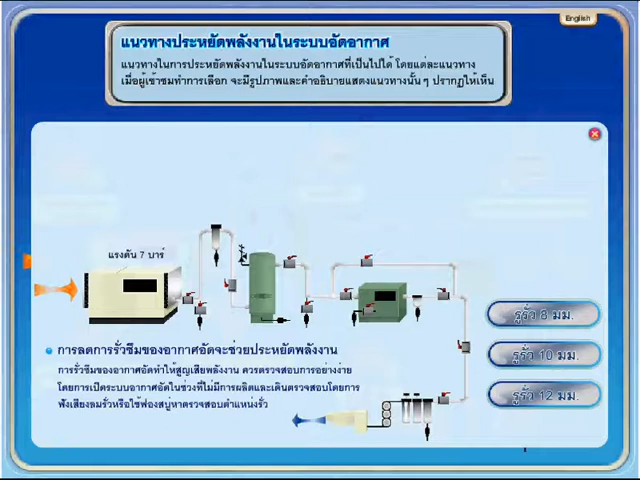 English
แนวทางประหยัดพลังงานในระบบอัดอากาศ
แนวทางในการประหยัดพลังงานในระบบอัดอากาศที่เป็นไปได้ โดยแต่ละแนวทาง
เมื่อผู้เข้าชมทำการเลือก จะมีรูปภาพและคำอธิบายแสดงแนวทางนั้น ๆ ปรากฏให้เห็น
แรงดัน 7 บาร์
รูรั่ว 8 มม.
รูรั่ว 10 มม.
รูรั่ว 12 มม.
การลดการรั่วซึมของอากาศอัดจะช่วยประหยัดพลังงาน
การรั่วซึมของอากาศอัดทำให้สูญเสียพลังงาน ควรตรวจสอบการอย่างง่าย
โดยการเปิดระบบอากาศอัดในช่วงที่ไม่มีการผลิตและเดินตรวจสอบโดยการ
ฟังเสียงลมรั่วหรือใช้ฟองสบู่หาตรวจสอบตำแหน่งรั่ว